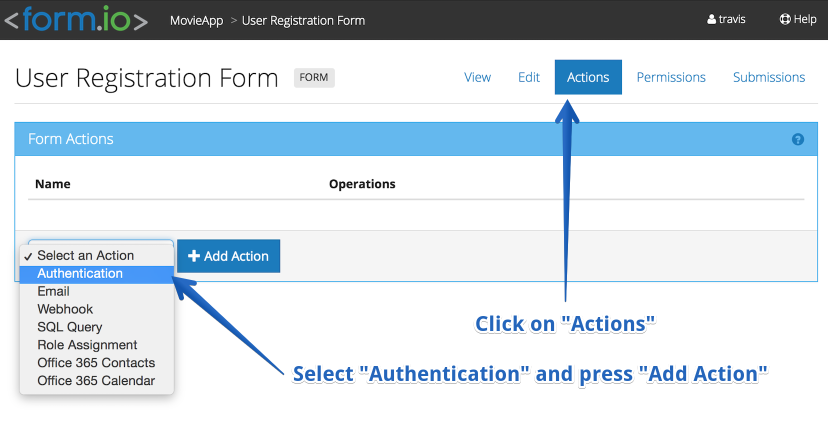 <form.io> MovieApp > User Registration Form travis Help
User Registration Form FORM View Edit Actions Permissions Submissions
Form Actions ?
Name Operations
✓ Select an Action
+ Add Action
Authentication
Email
Webhook
SQL Query
Role Assignment
Office 365 Contacts
Office 365 Calendar
Click on "Actions"
Select "Authentication" and press "Add Action"